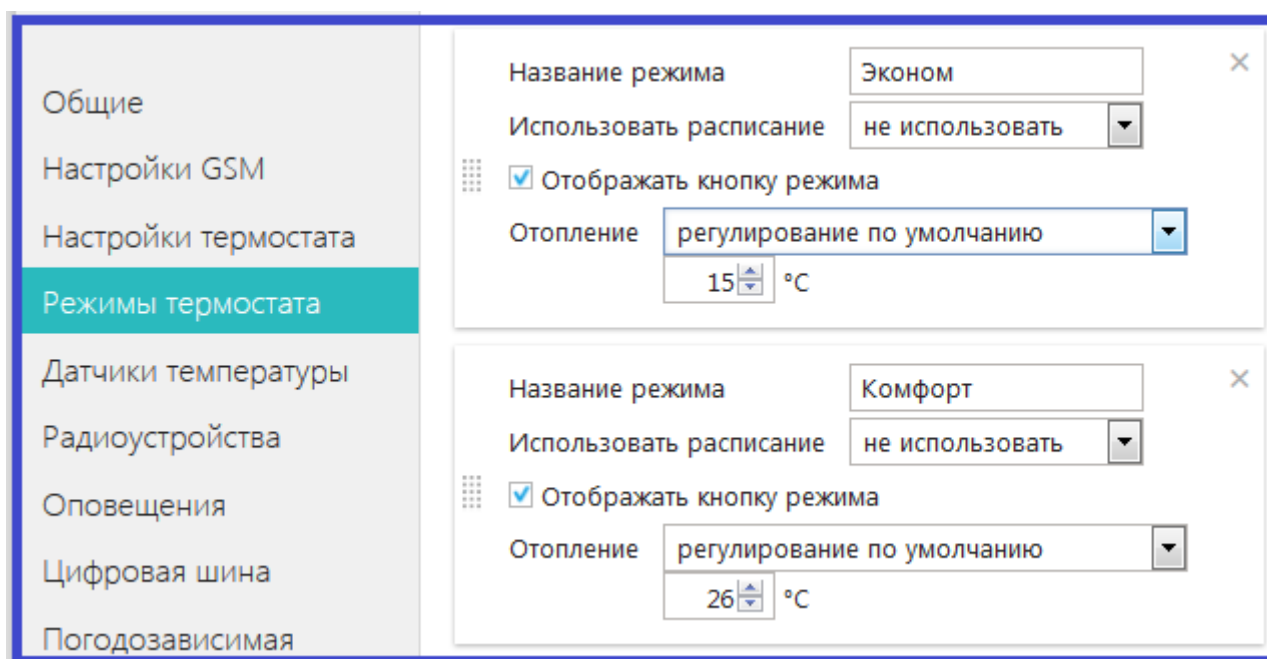 Общие
Настройки GSM
Настройки термостата
Режимы термостата
Датчики температуры
Радиоустройства
Оповещения
Цифровая шина
Погодозависимая
Название режима Эконом
Использовать расписание не использовать
Отображать кнопку режима
Отопление регулирование по умолчанию
15 °C
Название режима Комфорт
Использовать расписание не использовать
Отображать кнопку режима
Отопление регулирование по умолчанию
26 °C